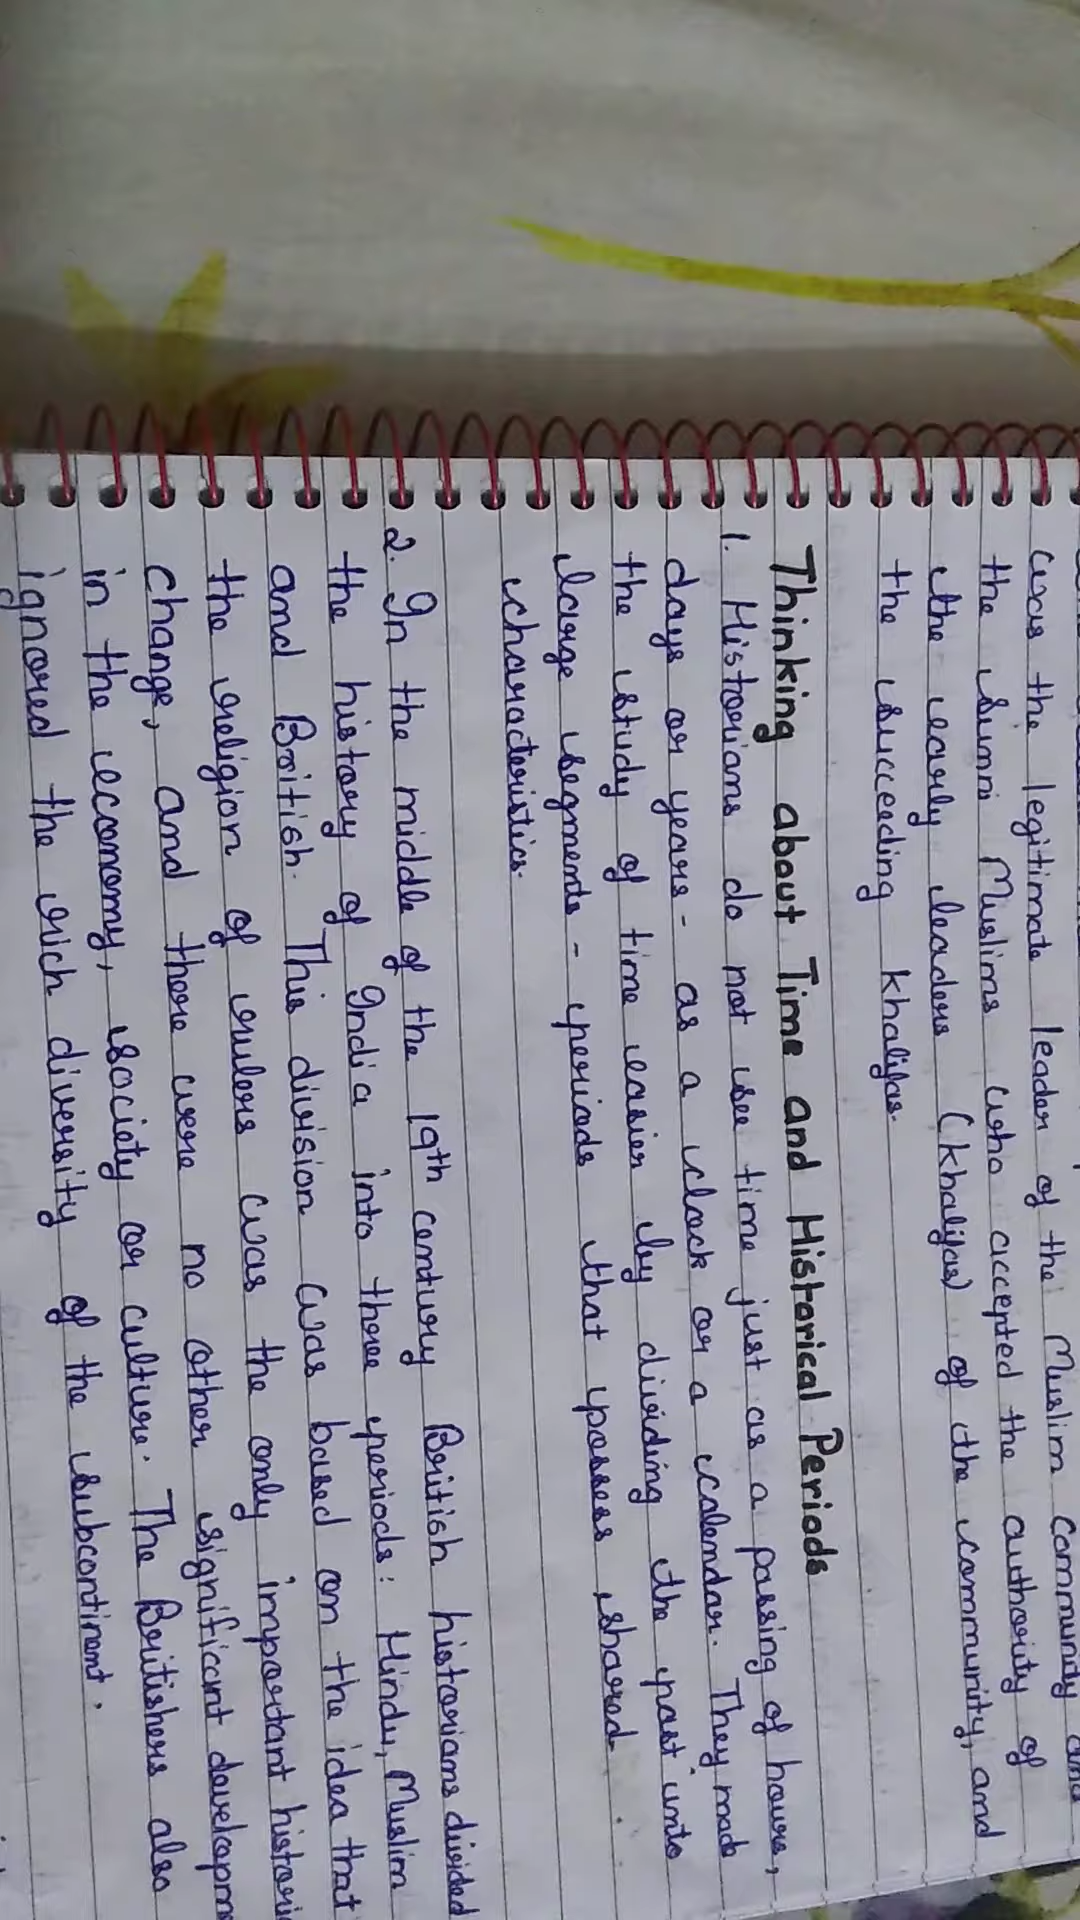 was the legitimate leader of the Muslim community and
the Sunni Muslims who accepted the authority of
the early leaders (khalifas) of the community, and
the succeeding khalifas.
Thinking about Time and Historical Periods
1. Historians do not see time just as a passing of hours,
days or years - as a clock or a calendar. They made
the study of time easier by dividing the past into
large segments - periods that posses shared
characteristics.
2. In the middle of the 19th century British historians divided
the history of India into three periods: Hindu, Muslim
and British. This division was based on the idea that
the religion of rulers was the only important histori
change, and there were no other significant developm
in the economy, society or culture. The Britishers also
ignored the rich diversity of the subcontinent.